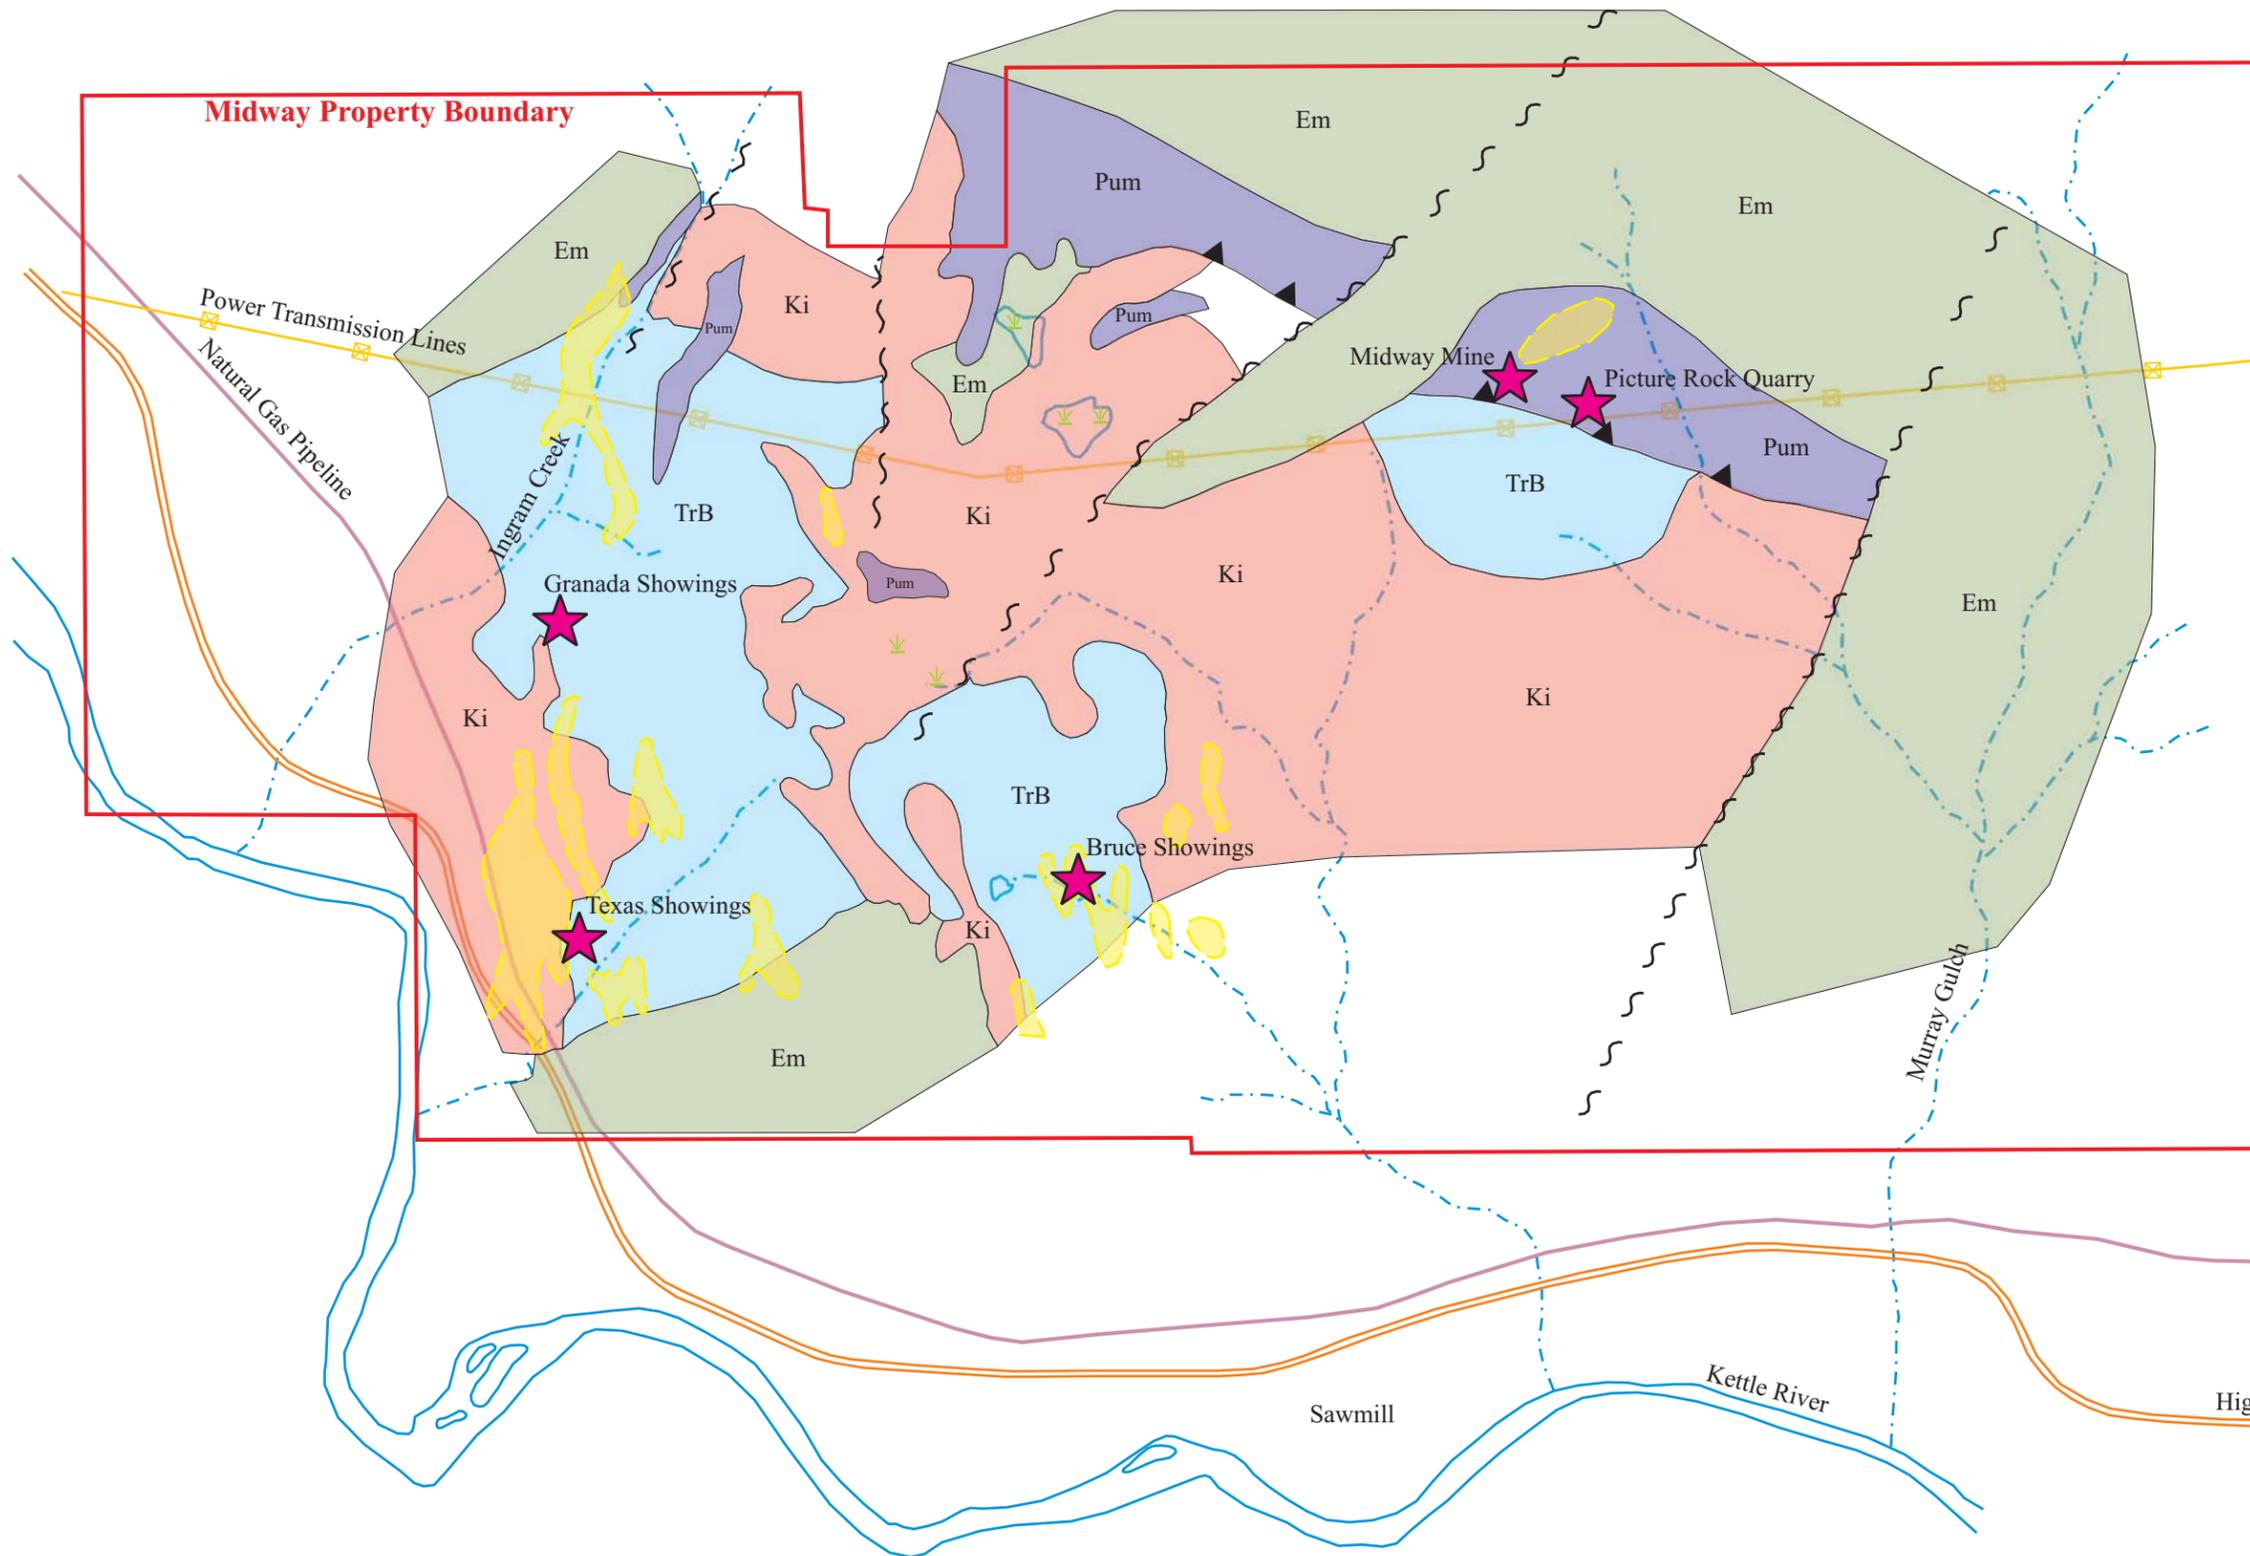 Midway Property Boundary
Em
Pum
Em
Em
Em
Power Transmission Lines
Ki
Pum
Pum
Natural Gas Pipeline
Midway Mine
Picture Rock Quarry
Em
Pum
TrB
TrB
Ki
Ingram Creek
Granada Showings
Pum
Ki
Em
Ki
Ki
TrB
Bruce Showings
Texas Showings
Ki
Murray Gulch
Em
Kettle River
Sawmill
Hig